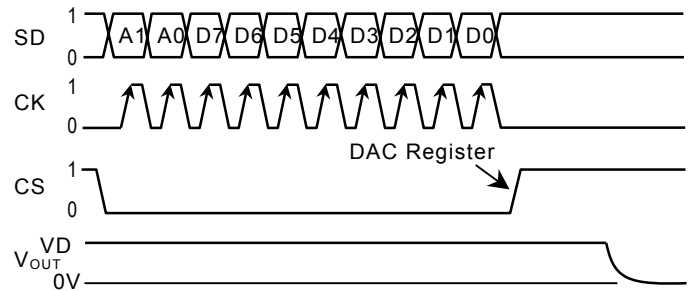 1
SD
0
A1 A0 D7 D6 D5 D4 D3 D2 D1 D0
1
CK
0
DAC Register
1
CS
0
VD
VOUT
0V